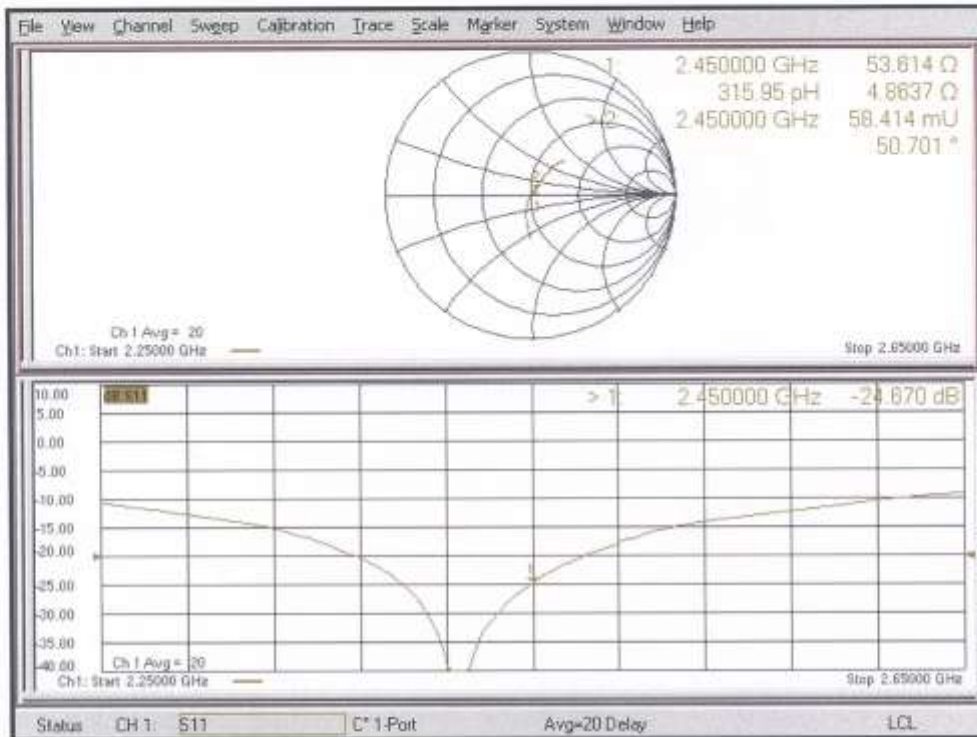 File View Channel Sweep Calibration Trace Scale Marker System Window Help
1: 2.450000 GHz 53.614 Ω
315.95 pH 4.8637 Ω
> 2: 2.450000 GHz 58.414 mU
50.701 °
Ch 1 Avg = 20
Ch1: Start 2.25000 GHz Stop 2.65000 GHz
10.00 dB S11 > 1: 2.450000 GHz -24.670 dB
5.00
0.00
-5.00
-10.00
-15.00
-20.00
-25.00
-30.00
-35.00
-40.00 Ch 1 Avg = 20
Ch1: Start 2.25000 GHz Stop 2.65000 GHz
Status CH 1: S11 C* 1-Port Avg=20 Delay LCL